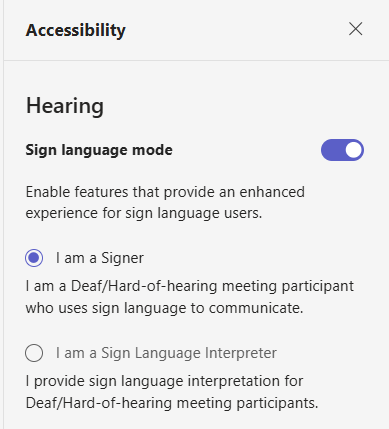 Accessibility
Hearing
Sign language mode
Enable features that provide an enhanced
experience for sign language users.
I am a Signer
I am a Deaf/Hard-of-hearing meeting participant
who uses sign language to communicate.
I am a Sign Language Interpreter
I provide sign language interpretation for
Deaf/Hard-of-hearing meeting participants.